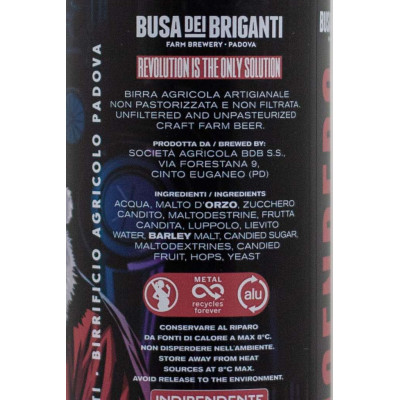 BUSA DEI BRIGANTI
FARM BREWERY • PADOVA
REVOLUTION IS THE ONLY SOLUTION
BIRRA AGRICOLA ARTIGIANALE
NON PASTORIZZATA E NON FILTRATA.
UNFILTERED AND UNPASTEURIZED
CRAFT FARM BEER.
PRODOTTA DA / BREWED BY:
SOCIETÀ AGRICOLA BDB S.S.,
VIA FORESTANA 9,
CINTO EUGANEO (PD)
INGREDIENTI / INGREDIENTS
ACQUA, MALTO D'ORZO, ZUCCHERO
CANDITO, MALTODESTRINE, FRUTTA
CANDITA, LUPPOLO, LIEVITO
WATER, BARLEY MALT, CANDIED SUGAR,
MALTODEXTRINES, CANDIED
FRUIT, HOPS, YEAST
METAL
recycles
forever
alu
CONSERVARE AL RIPARO
DA FONTI DI CALORE A MAX 8°C.
NON DISPERDERE NELL'AMBIENTE.
STORE AWAY FROM HEAT
SOURCES AT 8°C MAX.
AVOID RELEASE TO THE ENVIRONMENT.
INDIPENDENTE
TI • BIRRIFICIO AGRICOLO PADOVA